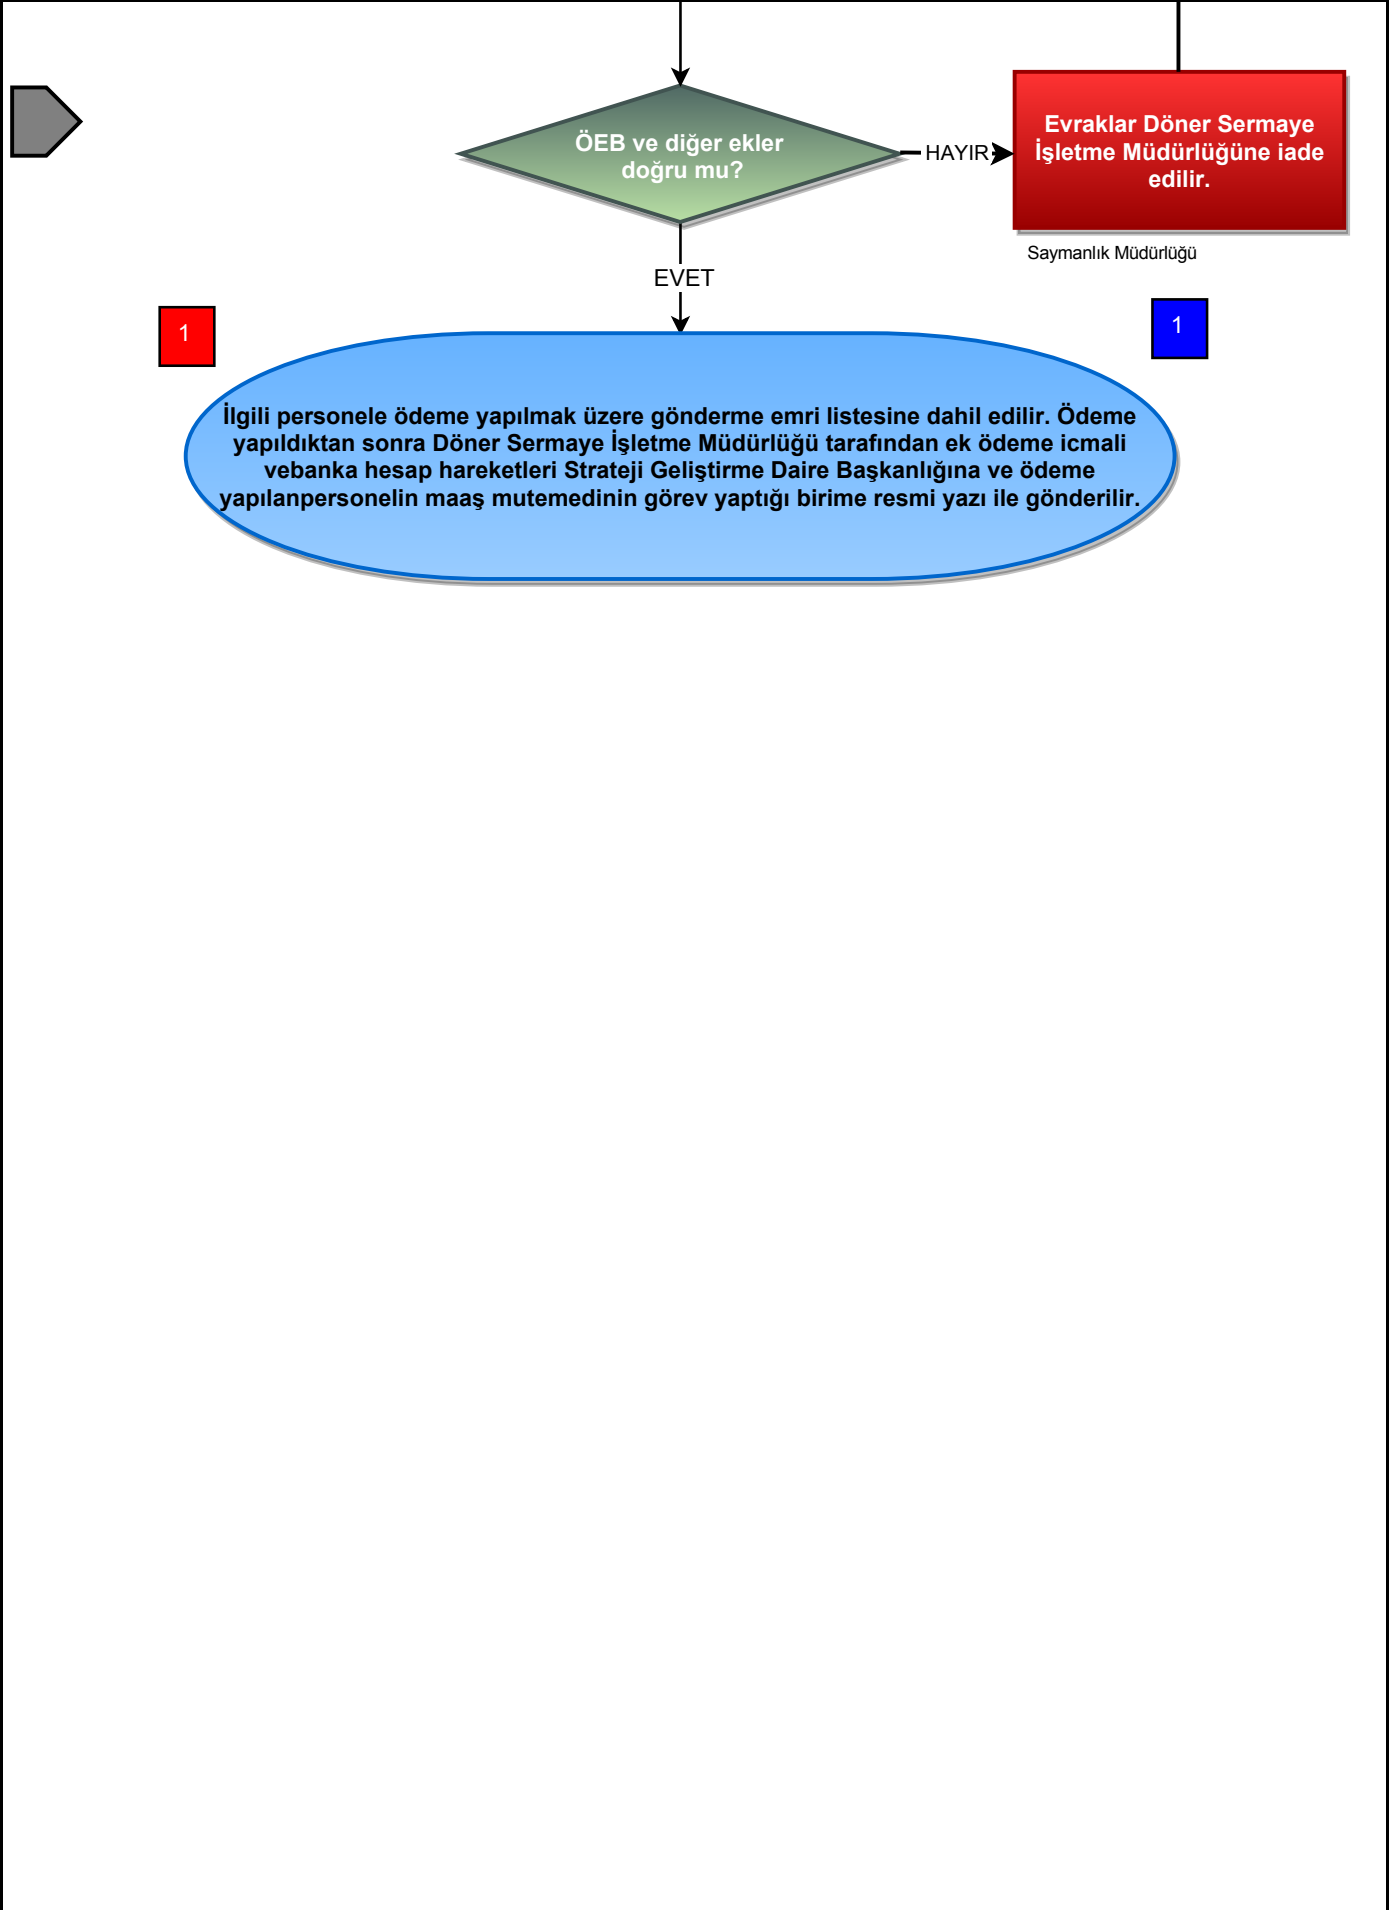 ÖEB ve diğer ekler
doğru mu?
HAYIR
Evraklar Döner Sermaye
İşletme Müdürlüğüne iade
edilir.
Saymanlık Müdürlüğü
EVET
1
1
İlgili personele ödeme yapılmak üzere gönderme emri listesine dahil edilir. Ödeme
yapıldıktan sonra Döner Sermaye İşletme Müdürlüğü tarafından ek ödeme icmali
vebanka hesap hareketleri Strateji Geliştirme Daire Başkanlığına ve ödeme
yapılanpersonelin maaş mutemedinin görev yaptığı birime resmi yazı ile gönderilir.